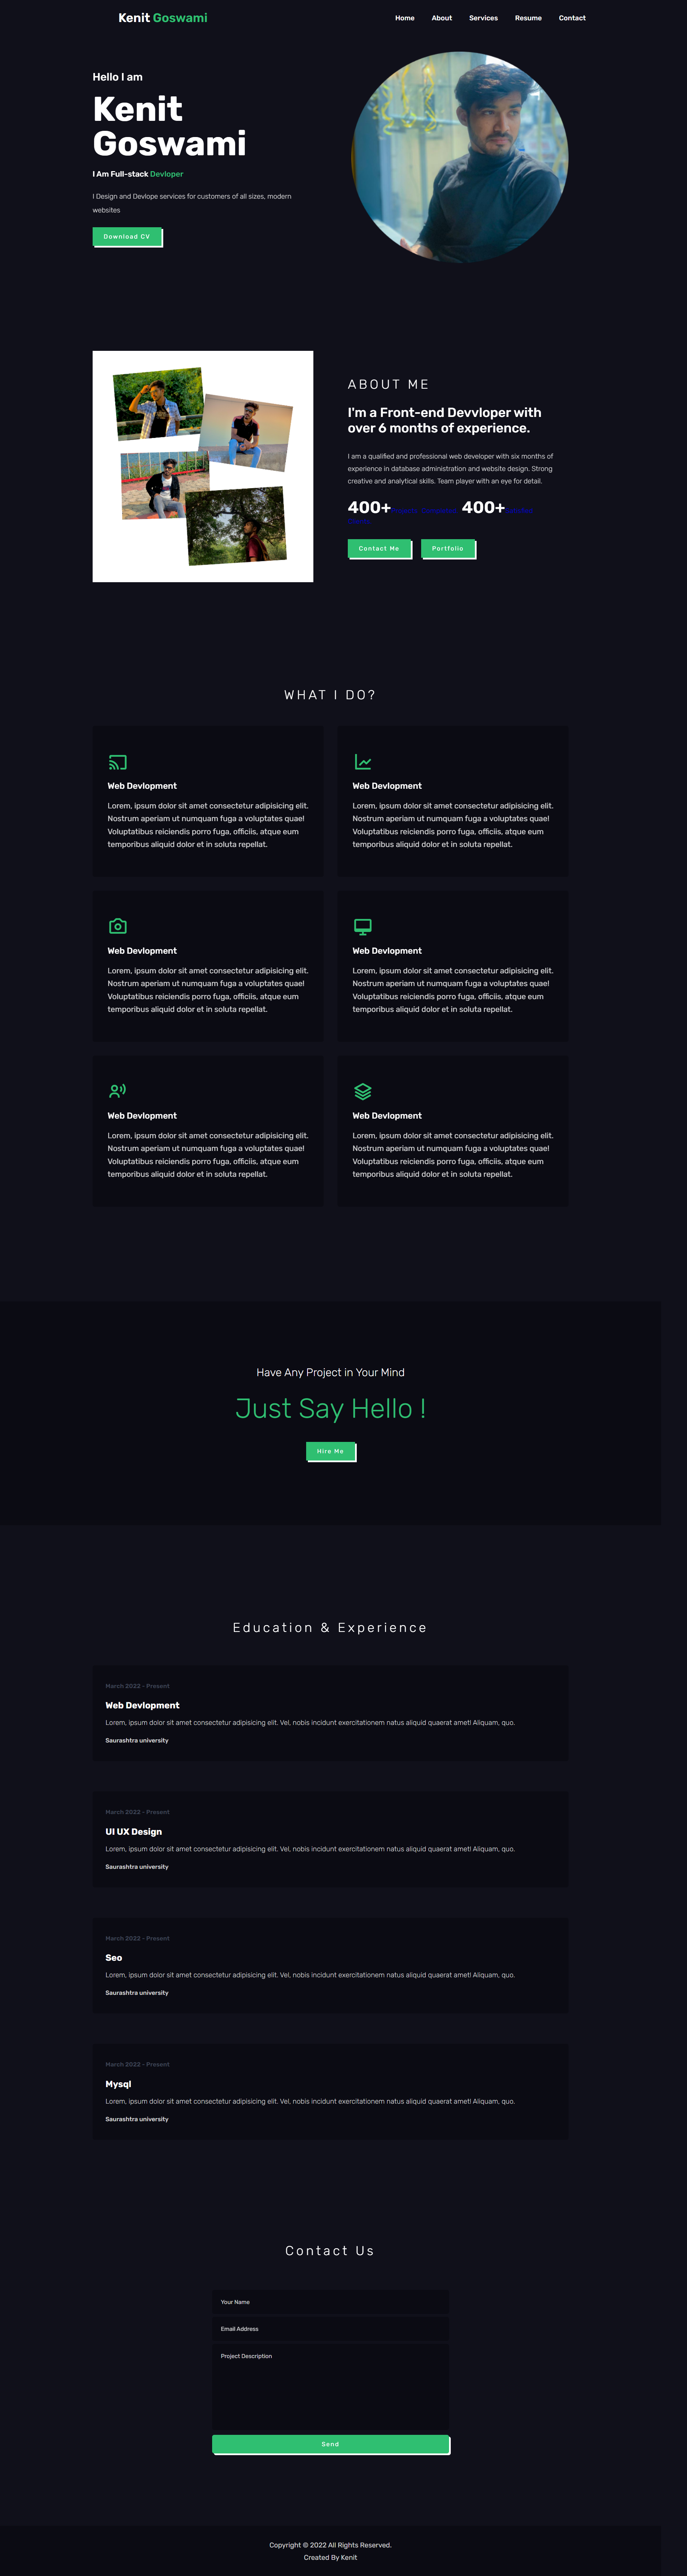 Kenit Goswami
Home
About
Services
Resume
Contact
Hello I am
Kenit
Goswami
I Am Full-stack Devloper
I Design and Devlope services for customers of all sizes, modern
websites
Download CV
ABOUT ME
I'm a Front-end Devvloper with
over 6 months of experience.
I am a qualified and professional web developer with six months of
experience in database administration and website design. Strong
creative and analytical skills. Team player with an eye for detail.
400+
400+
Contact Me
Portfolio
WHAT I DO?
Web Devlopment
Lorem, ipsum dolor sit amet consectetur adipisicing elit.
Nostrum aperiam ut numquam fuga a voluptates quae!
Voluptatibus reiciendis porro fuga, officiis, atque eum
temporibus aliquid dolor et in soluta repellat.
Web Devlopment
Lorem, ipsum dolor sit amet consectetur adipisicing elit.
Nostrum aperiam ut numquam fuga a voluptates quae!
Voluptatibus reiciendis porro fuga, officiis, atque eum
temporibus aliquid dolor et in soluta repellat.
Web Devlopment
Lorem, ipsum dolor sit amet consectetur adipisicing elit.
Nostrum aperiam ut numquam fuga a voluptates quae!
Voluptatibus reiciendis porro fuga, officiis, atque eum
temporibus aliquid dolor et in soluta repellat.
Web Devlopment
Lorem, ipsum dolor sit amet consectetur adipisicing elit.
Nostrum aperiam ut numquam fuga a voluptates quae!
Voluptatibus reiciendis porro fuga, officiis, atque eum
temporibus aliquid dolor et in soluta repellat.
Web Devlopment
Lorem, ipsum dolor sit amet consectetur adipisicing elit.
Nostrum aperiam ut numquam fuga a voluptates quae!
Voluptatibus reiciendis porro fuga, officiis, atque eum
temporibus aliquid dolor et in soluta repellat.
Web Devlopment
Lorem, ipsum dolor sit amet consectetur adipisicing elit.
Nostrum aperiam ut numquam fuga a voluptates quae!
Voluptatibus reiciendis porro fuga, officiis, atque eum
temporibus aliquid dolor et in soluta repellat.
Have Any Project in Your Mind
Just Say Hello !
Hire Me
Education & Experience
March 2022 - Present
Web Devlopment
Lorem, ipsum dolor sit amet consectetur adipisicing elit. Vel, nobis incidunt exercitationem natus aliquid quaerat amet! Aliquam, quo.
Saurashtra university
March 2022 - Present
UI UX Design
Lorem, ipsum dolor sit amet consectetur adipisicing elit. Vel, nobis incidunt exercitationem natus aliquid quaerat amet! Aliquam, quo.
Saurashtra university
March 2022 - Present
Seo
Lorem, ipsum dolor sit amet consectetur adipisicing elit. Vel, nobis incidunt exercitationem natus aliquid quaerat amet! Aliquam, quo.
Saurashtra university
March 2022 - Present
Mysql
Lorem, ipsum dolor sit amet consectetur adipisicing elit. Vel, nobis incidunt exercitationem natus aliquid quaerat amet! Aliquam, quo.
Saurashtra university
Contact Us
Your Name
Email Address
Project Description
Send
Copyright © 2022 All Rights Reserved.
Created By Kenit